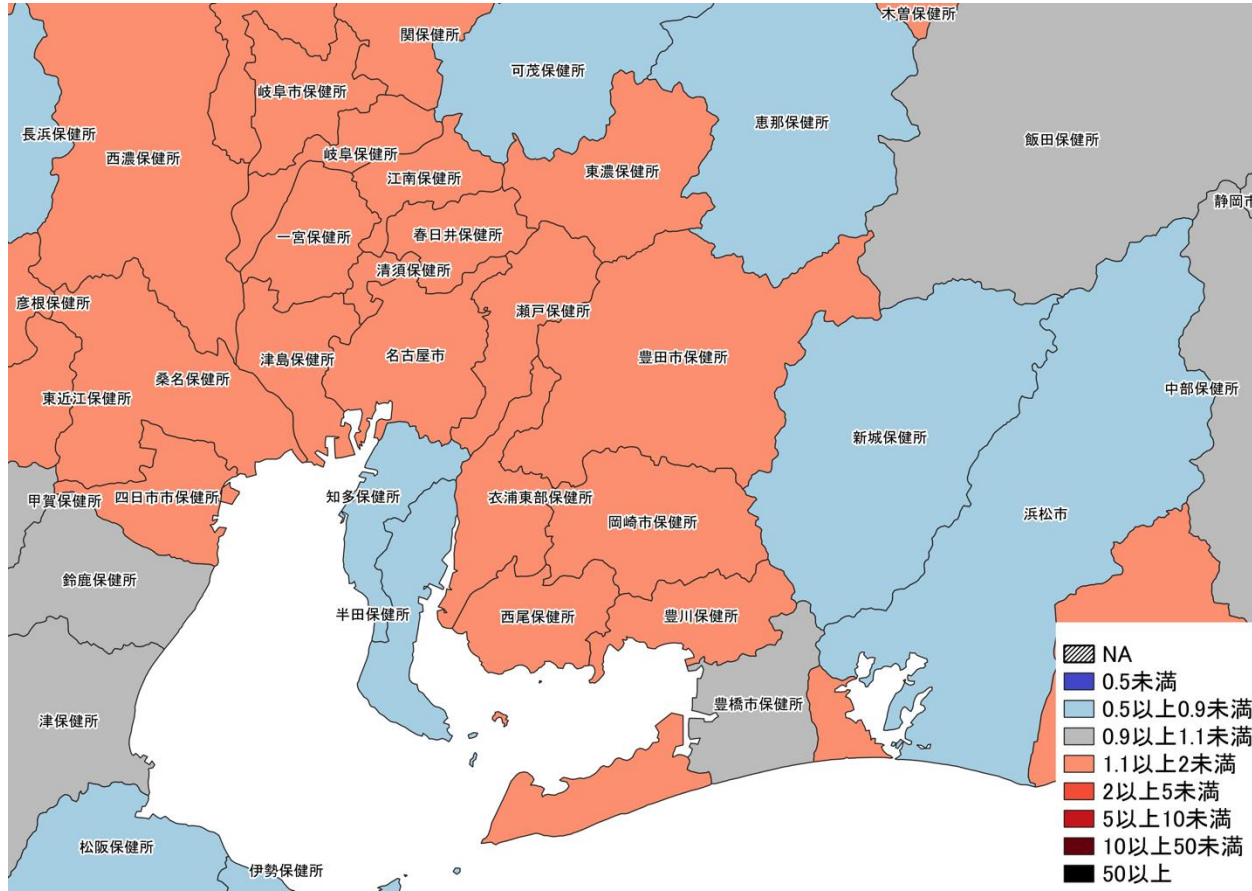 木曽保健所
関保健所
可茂保健所
岐阜市保健所
恵那保健所
長浜保健所
飯田保健所
西濃保健所
岐阜保健所
東濃保健所
江南保健所
静岡市
一宮保健所
春日井保健所
清須保健所
彦根保健所
瀬戸保健所
津島保健所
名古屋市
豊田市保健所
桑名保健所
中部保健所
東近江保健所
新城保健所
甲賀保健所
四日市市保健所
知多保健所
衣浦東部保健所
岡崎市保健所
浜松市
鈴鹿保健所
半田保健所
西尾保健所
豊川保健所
津保健所
豊橋市保健所
松阪保健所
伊勢保健所
NA
0.5未満
0.5以上0.9未満
0.9以上1.1未満
1.1以上2未満
2以上5未満
5以上10未満
10以上50未満
50以上